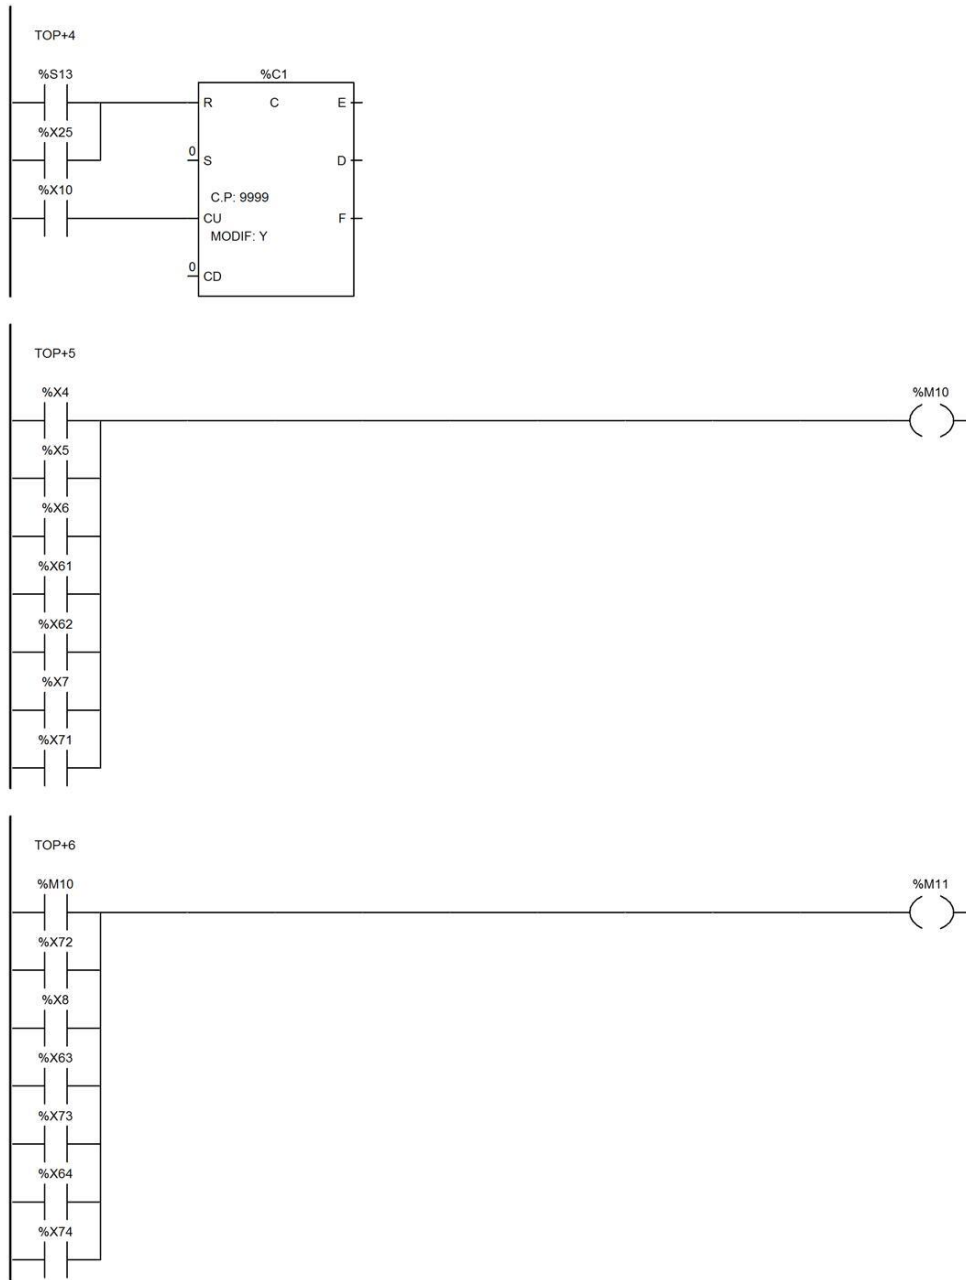 TOP+4
%S13 %C1
R C E
%X25
0 S D
%X10
C.P: 9999
CU F
MODIF: Y
0 CD
TOP+5
%X4 %M10
%X5
%X6
%X61
%X62
%X7
%X71
TOP+6
%M10 %M11
%X72
%X8
%X63
%X73
%X64
%X74